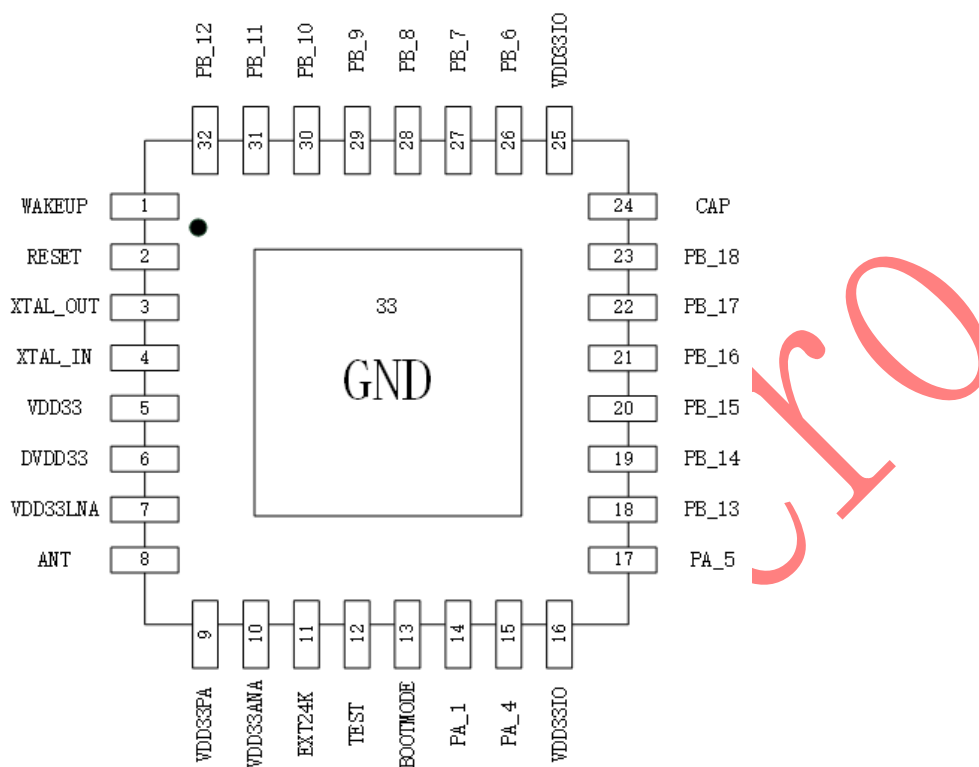 PB_12 PB_11 PB_10 PB_9 PB_8 PB_7 PB_6 VDD33IO
32 31 30 29 28 27 26 25
WAKEUP 1 24 CAP
RESET 2 23 PB_18
XTAL_OUT 3 33 22 PB_17
XTAL_IN 4 GND 21 PB_16
VDD33 5 20 PB_15
DVDD33 6 19 PB_14
VDD33LNA 7 18 PB_13
ANT 8 17 PA_5
9 10 11 12 13 14 15 16
VDD33PA VDD33ANA EXT24K TEST BOOTMODE PA_1 PA_4 VDD33IO
cro